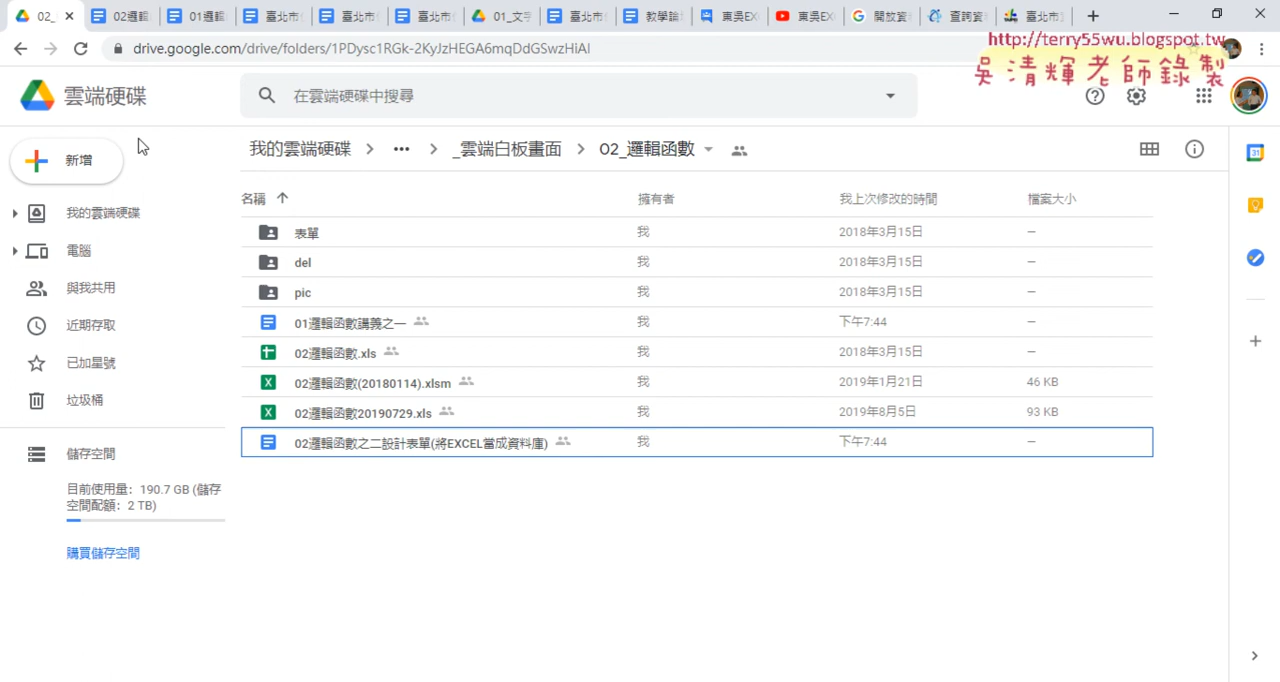 02_
02邏輯
01邏輯
臺北市
臺北市
臺北市
01_文字
臺北市
教學論
東吳EX
東吳EX
開放資
查詢資
臺北市
drive.google.com/drive/folders/1PDysc1RGk-2KyJzHEGA6mqDdGSwzHiAI
http://terry55wu.blogspot.tw
吳清輝老師錄製
雲端硬碟
在雲端硬碟中搜尋
新增
我的雲端硬碟
...
_雲端白板畫面
02_邏輯函數
名稱
擁有者
我上次修改的時間
檔案大小
表單
我
2018年3月15日
—
del
我
2018年3月15日
—
pic
我
2018年3月15日
—
01邏輯函數講義之一
我
下午7:44
—
02邏輯函數.xls
我
2018年3月15日
—
02邏輯函數(20180114).xlsm
我
2019年1月21日
46 KB
02邏輯函數20190729.xls
我
2019年8月5日
93 KB
02邏輯函數之二設計表單(將EXCEL當成資料庫)
我
下午7:44
—
我的雲端硬碟
電腦
與我共用
近期存取
已加星號
垃圾桶
儲存空間
目前使用量：190.7 GB (儲存
空間配額：2 TB)
購買儲存空間
31